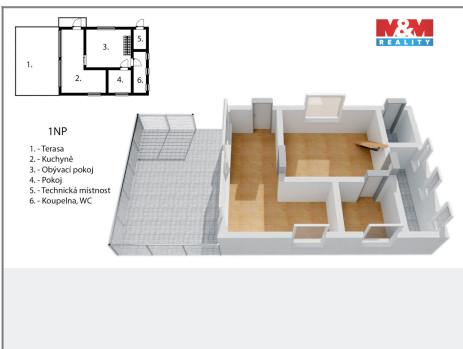 1.
2.
3.
4.
5.
6.
M&M
REALITY
1NP
1. - Terasa
2. - Kuchyně
3. - Obývací pokoj
4. - Pokoj
5. - Technická místnost
6. - Koupelna, WC